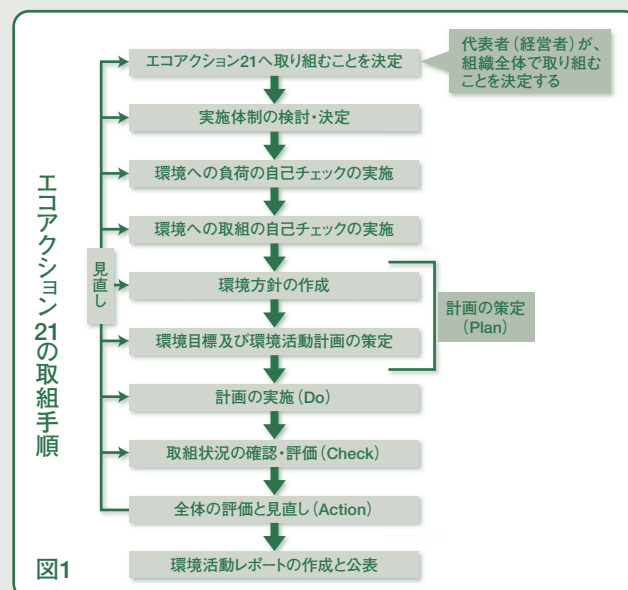 エコアクション21の取組手順
エコアクション21へ取り組むことを決定
代表者（経営者）が、
組織全体で取り組む
ことを決定する
実施体制の検討・決定
環境への負荷の自己チェックの実施
環境への取組の自己チェックの実施
見直し
環境方針の作成
環境目標及び環境活動計画の策定
計画の策定
（Plan）
計画の実施（Do）
取組状況の確認・評価（Check）
全体の評価と見直し（Action）
環境活動レポートの作成と公表
図1